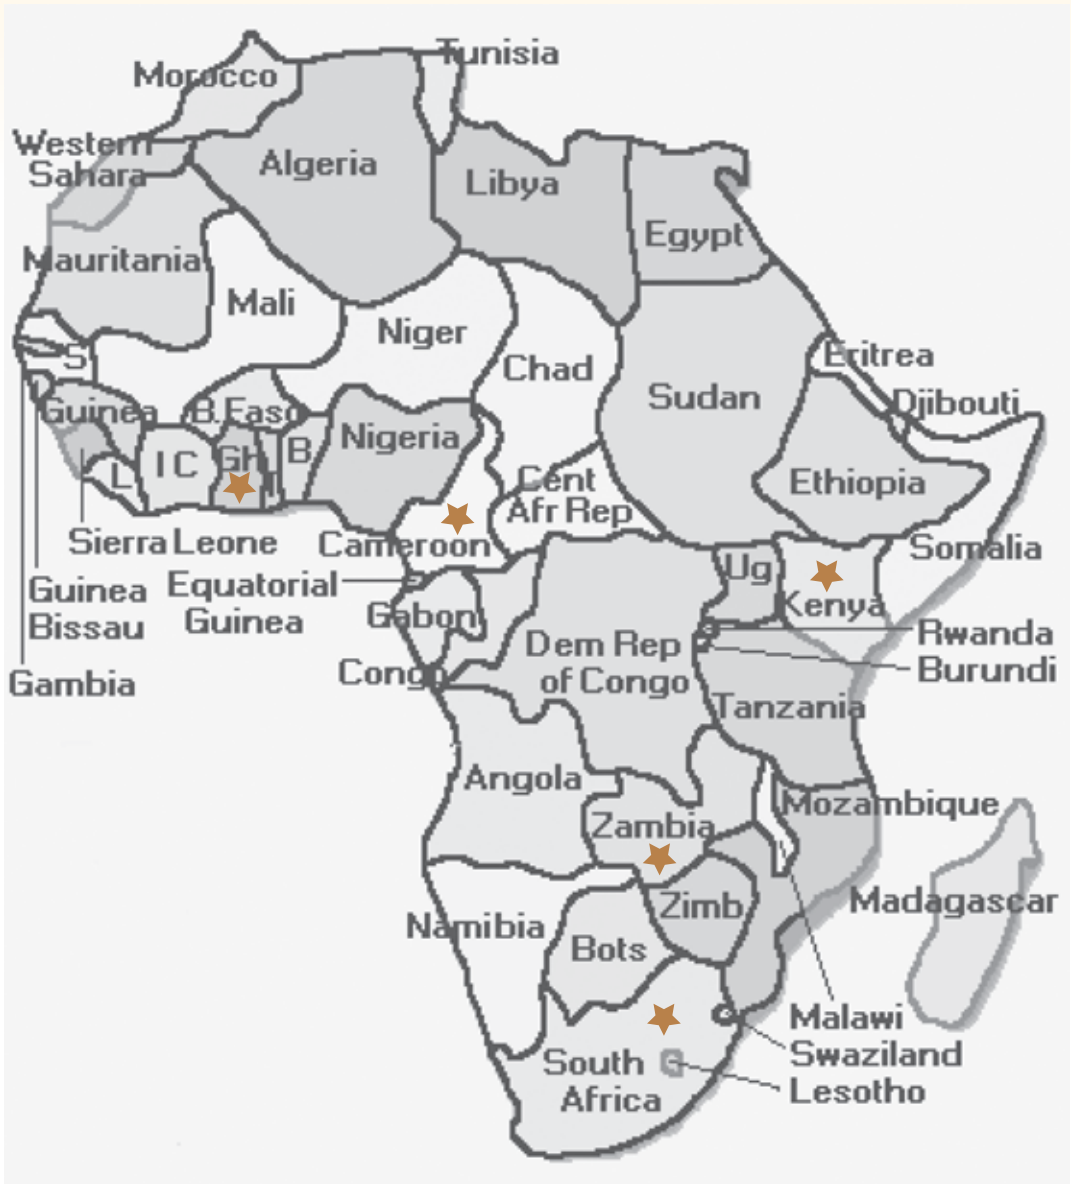 Tunisia
Morocco
Western
Sahara
Algeria
Libya
Egypt
Mauritania
Mali
Niger
Chad
Sudan
Eritrea
Djibouti
S
Guinea
B.Faso
Nigeria
L
I C
Gh
T
B
Cent
Afr Rep
Ethiopia
Somalia
Sierra Leone
Cameroon
Guinea
Bissau
Equatorial
Guinea
Gabon
Ug
Kenya
Rwanda
Burundi
Gambia
Congo
Dem Rep
of Congo
Tanzania
Angola
Zambia
Mozambique
Madagascar
Namibia
Zimb
Bots
Malawi
Swaziland
Lesotho
South
Africa